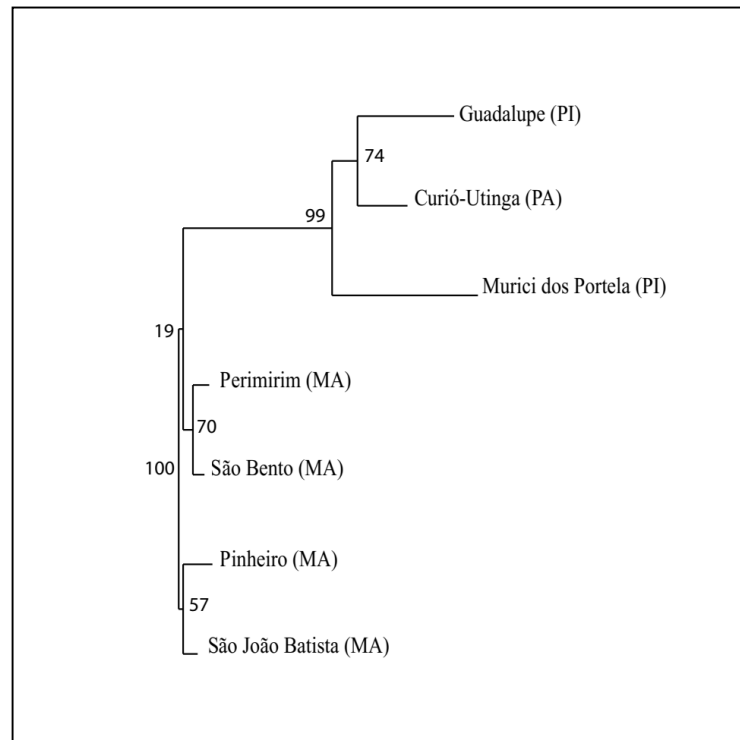 Guadalupe (PI)
74
Curió-Utinga (PA)
99
Murici dos Portela (PI)
19
Perimirim (MA)
70
São Bento (MA)
100
Pinheiro (MA)
57
São João Batista (MA)